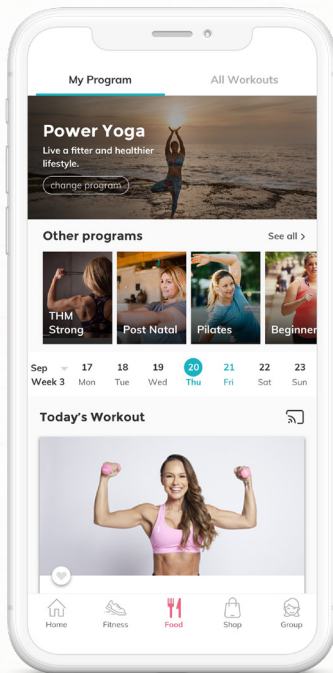 My Program
All Workouts
Power Yoga
Live a fitter and healthier
lifestyle.
change program
Other programs
See all >
THM
Strong
Post Natal
Pilates
Beginner
Sep 17 18 19 20 21 22 23
Week 3 Mon Tue Wed Thu Fri Sat Sun
Today's Workout
Home
Fitness
Food
Shop
Group